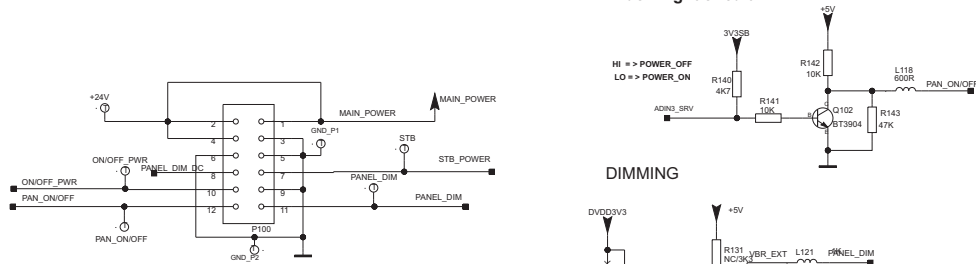 +24V
MAIN_POWER
MAIN_POWER
2
1
4
3
GND_P1
6
5
STB
ON/OFF_PWR
PANEL_DIM_DC
8
7
STB_POWER
PANEL_DIM
ON/OFF_PWR
10
9
PAN_ON/OFF
12
11
PANEL_DIM
PAN_ON/OFF
P100
GND_P2
+5V
3V3SB
HI = > POWER_OFF
LO = > POWER_ON
R142
10K
R140
4K7
L118
600R
PAN_ON/OFF
ADIN3_SRV
R141
10K
C
B
E
Q102
BT3904
R143
47K
DIMMING
DVDD3V3
+5V
R131
NC/3K3
VBR_EXT
L121
PANEL_DIM